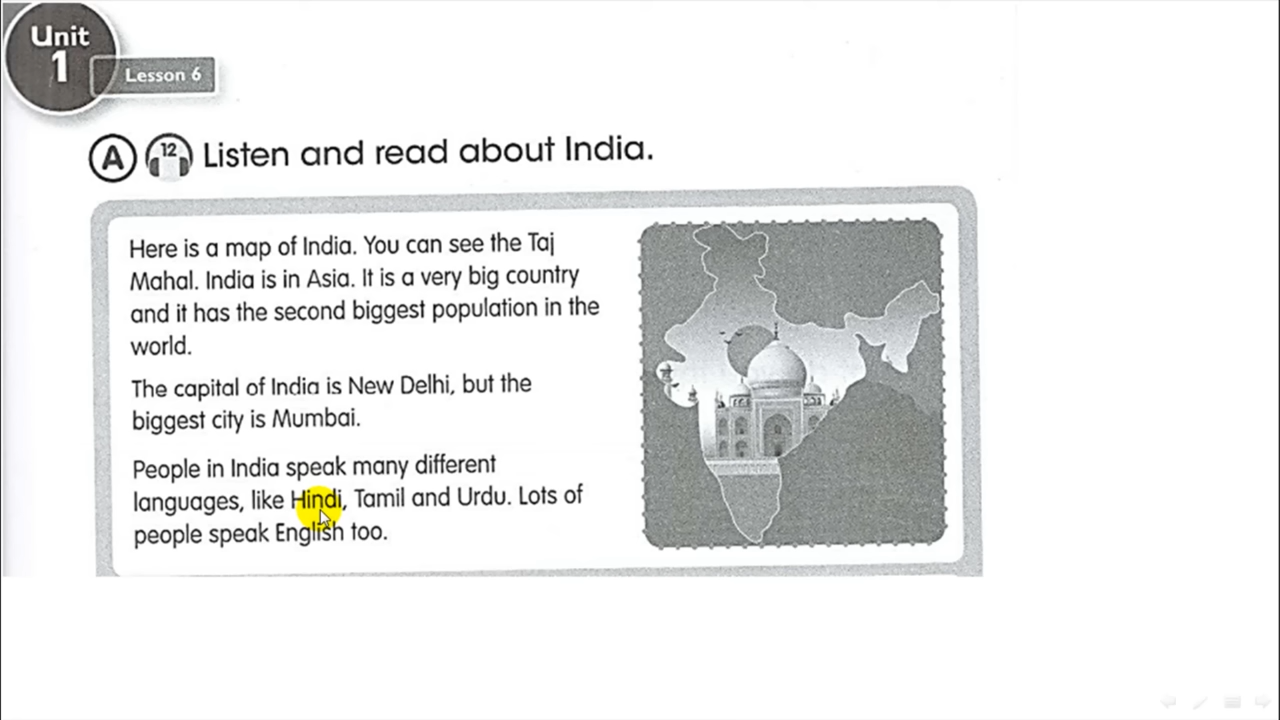 Unit
1
Lesson 6
A 12 Listen and read about India.
Here is a map of India. You can see the Taj
Mahal. India is in Asia. It is a very big country
and it has the second biggest population in the
world.
The capital of India is New Delhi, but the
biggest city is Mumbai.
People in India speak many different
languages, like Hindi, Tamil and Urdu. Lots of
people speak English too.